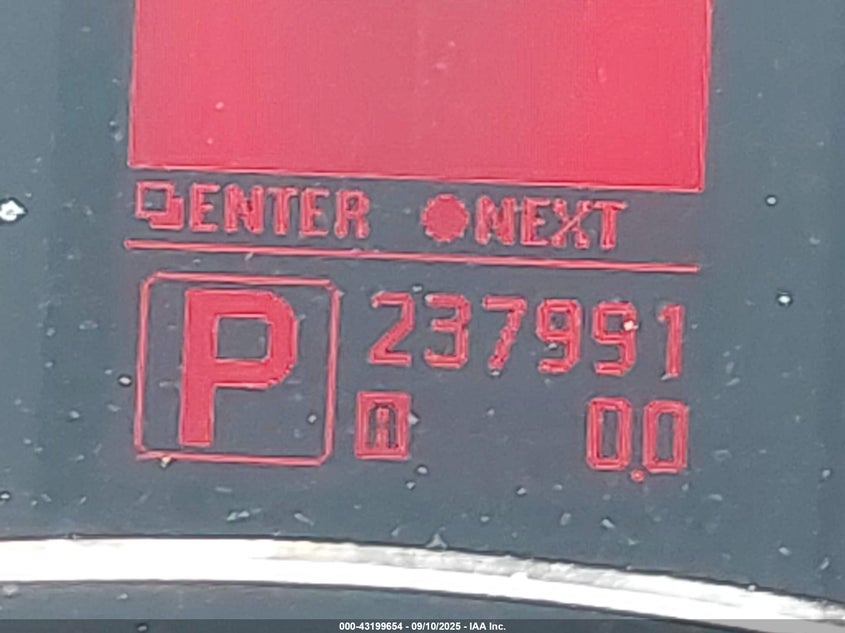 ENTER NEXT
P 237991
A 0.0
000-43199654 - 09/10/2025 - IAA Inc.